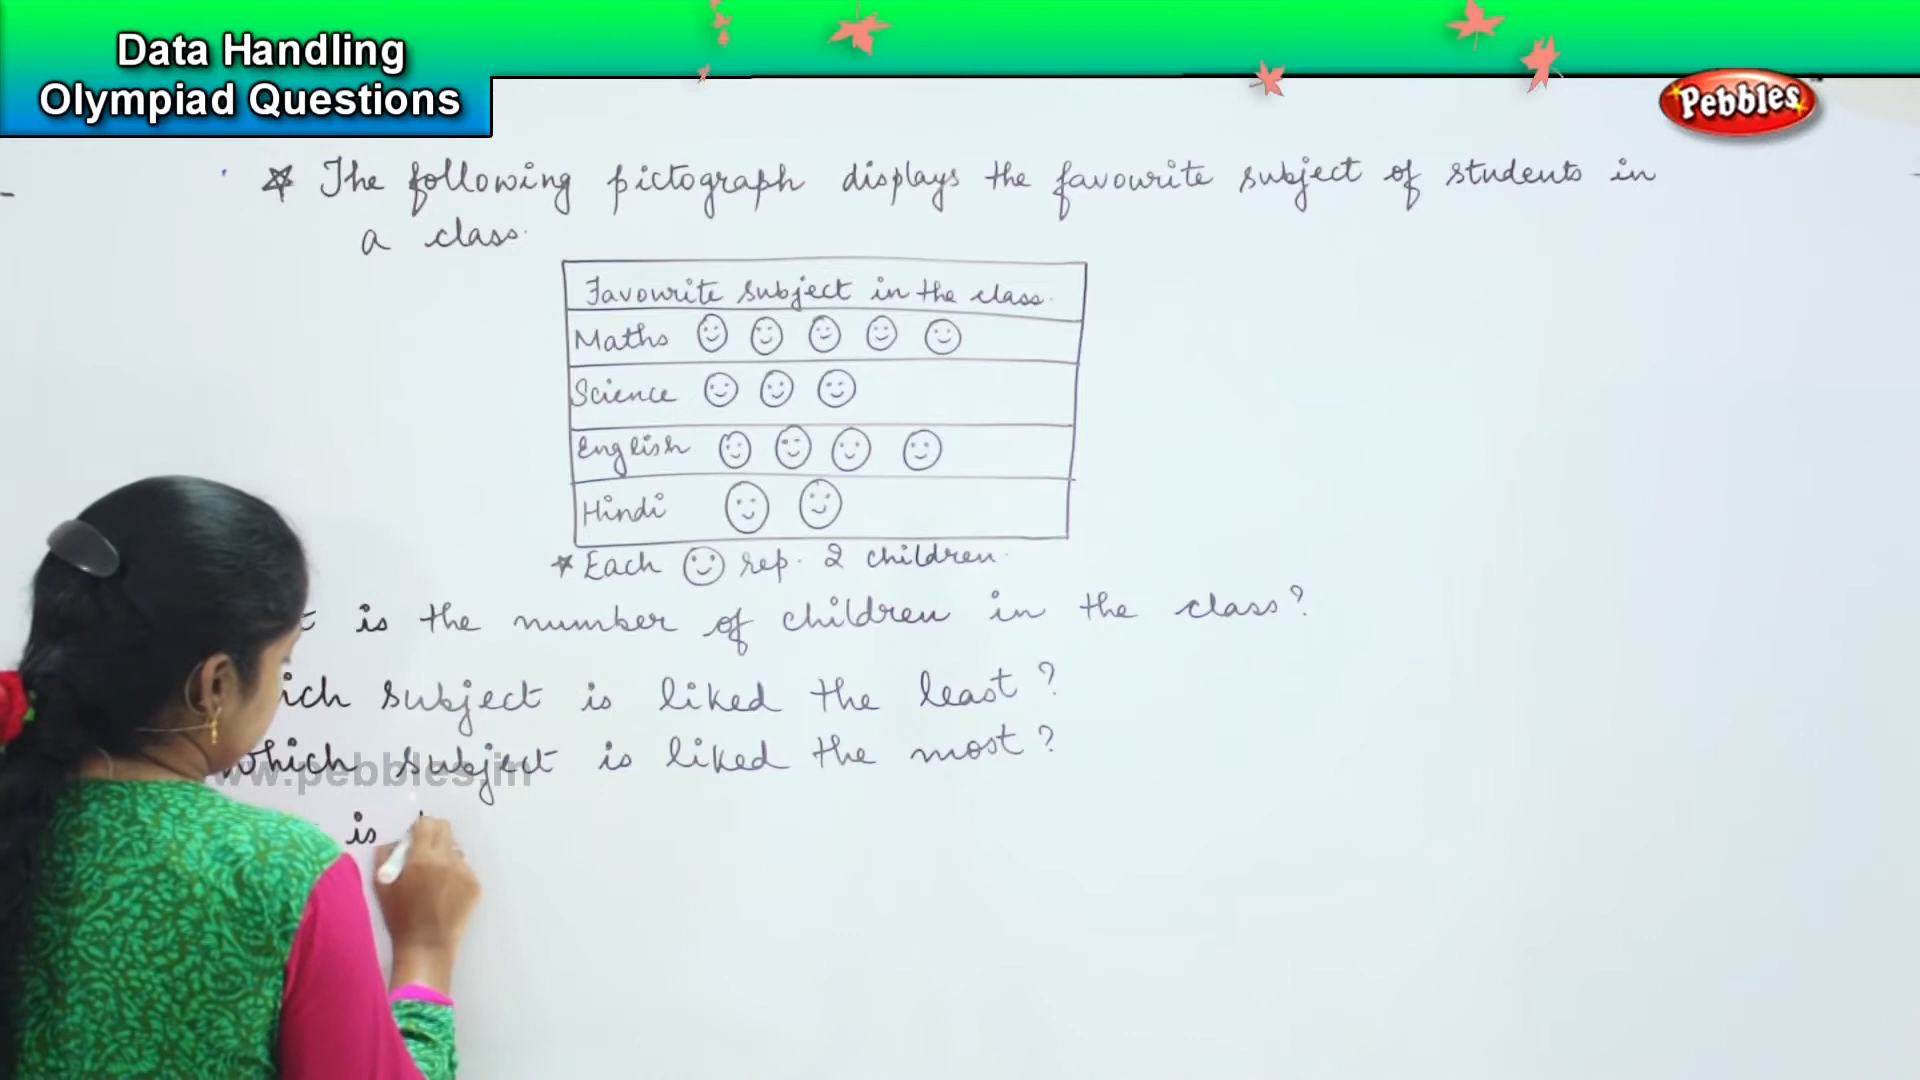 Data Handling
Olympiad Questions
Pebbles
The following pictograph displays the favourite subject of students in
a class.
Favourite subject in the class.
Maths
Science
English
Hindi
Each rep. 2 children.
is the number of children in the class?
subject is liked the least?
which subject is liked the most?
www.pebbles.in
is